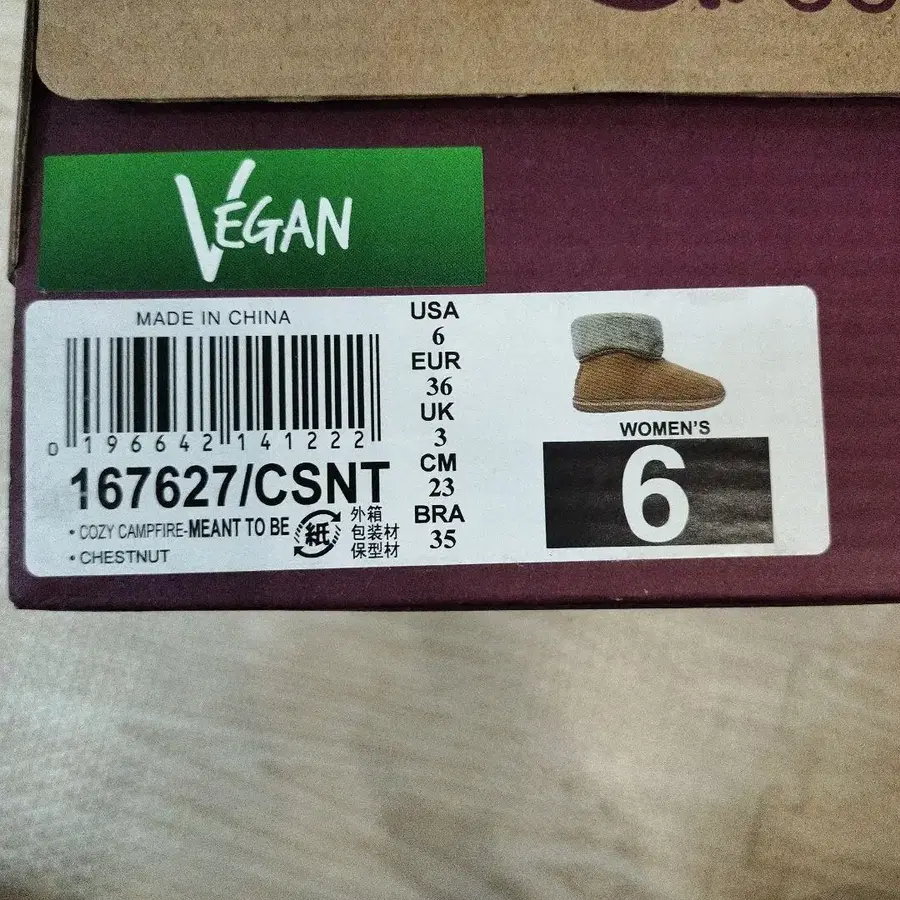 VEGAN
MADE IN CHINA
0 196642 141222
167627/CSNT
• COZY CAMPFIRE-MEANT TO BE
• CHESTNUT
紙
外箱
包装材
保型材
USA
6
EUR
36
UK
3
CM
23
BRA
35
WOMEN'S
6